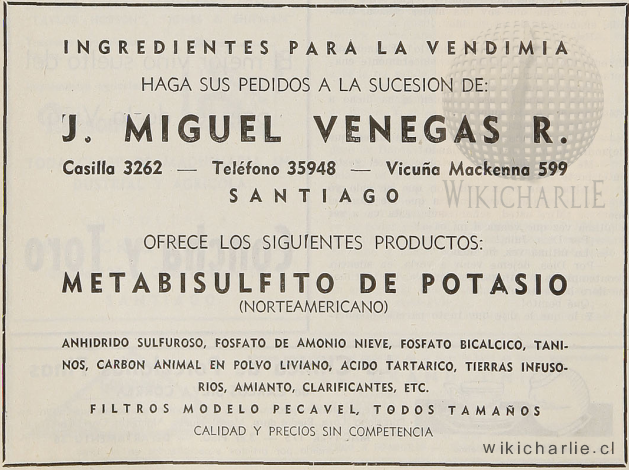 INGREDIENTES PARA LA VENDIMIA
HAGA SUS PEDIDOS A LA SUCESION DE:
J. MIGUEL VENEGAS R.
Casilla 3262 — Teléfono 35948 — Vicuña Mackenna 599
SANTIAGO
WIKICHARLIE
OFRECE LOS SIGUIENTES PRODUCTOS:
METABISULFITO DE POTASIO
(NORTEAMERICANO)
ANHIDRIDO SULFUROSO, FOSFATO DE AMONIO NIEVE, FOSFATO BICALCICO, TANI-
NOS, CARBON ANIMAL EN POLVO LIVIANO, ACIDO TARTARICO, TIERRAS INFUSO-
RIOS, AMIANTO, CLARIFICANTES, ETC.
FILTROS MODELO PECAVEL, TODOS TAMAÑOS
CALIDAD Y PRECIOS SIN COMPETENCIA
wikicharlie.cl